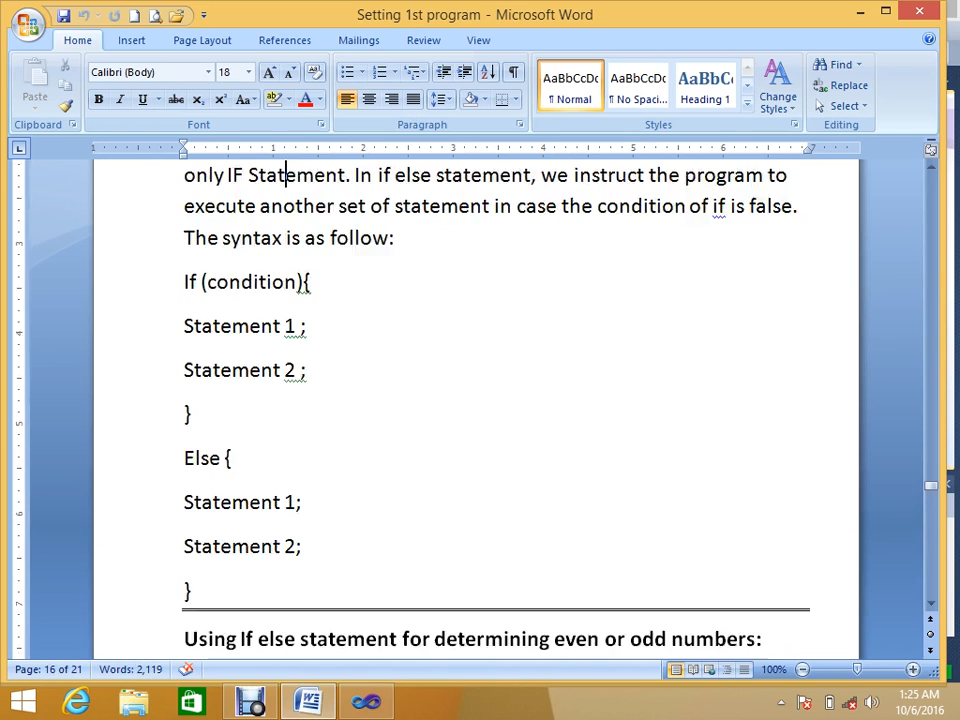 Setting 1st program - Microsoft Word
Home Insert Page Layout References Mailings Review View
Paste
Calibri (Body) 18
AaBbCcDc AaBbCcDc AaBbCc
¶ Normal ¶ No Spaci... Heading 1
Change Styles
Find
Replace
Select
Clipboard Font Paragraph Styles Editing
only IF Statement. In if else statement, we instruct the program to
execute another set of statement in case the condition of if is false.
The syntax is as follow:
If (condition){
Statement 1 ;
Statement 2 ;
}
Else {
Statement 1;
Statement 2;
}
Using If else statement for determining even or odd numbers:
Page: 16 of 21 Words: 2,119 100%
1:25 AM
10/6/2016